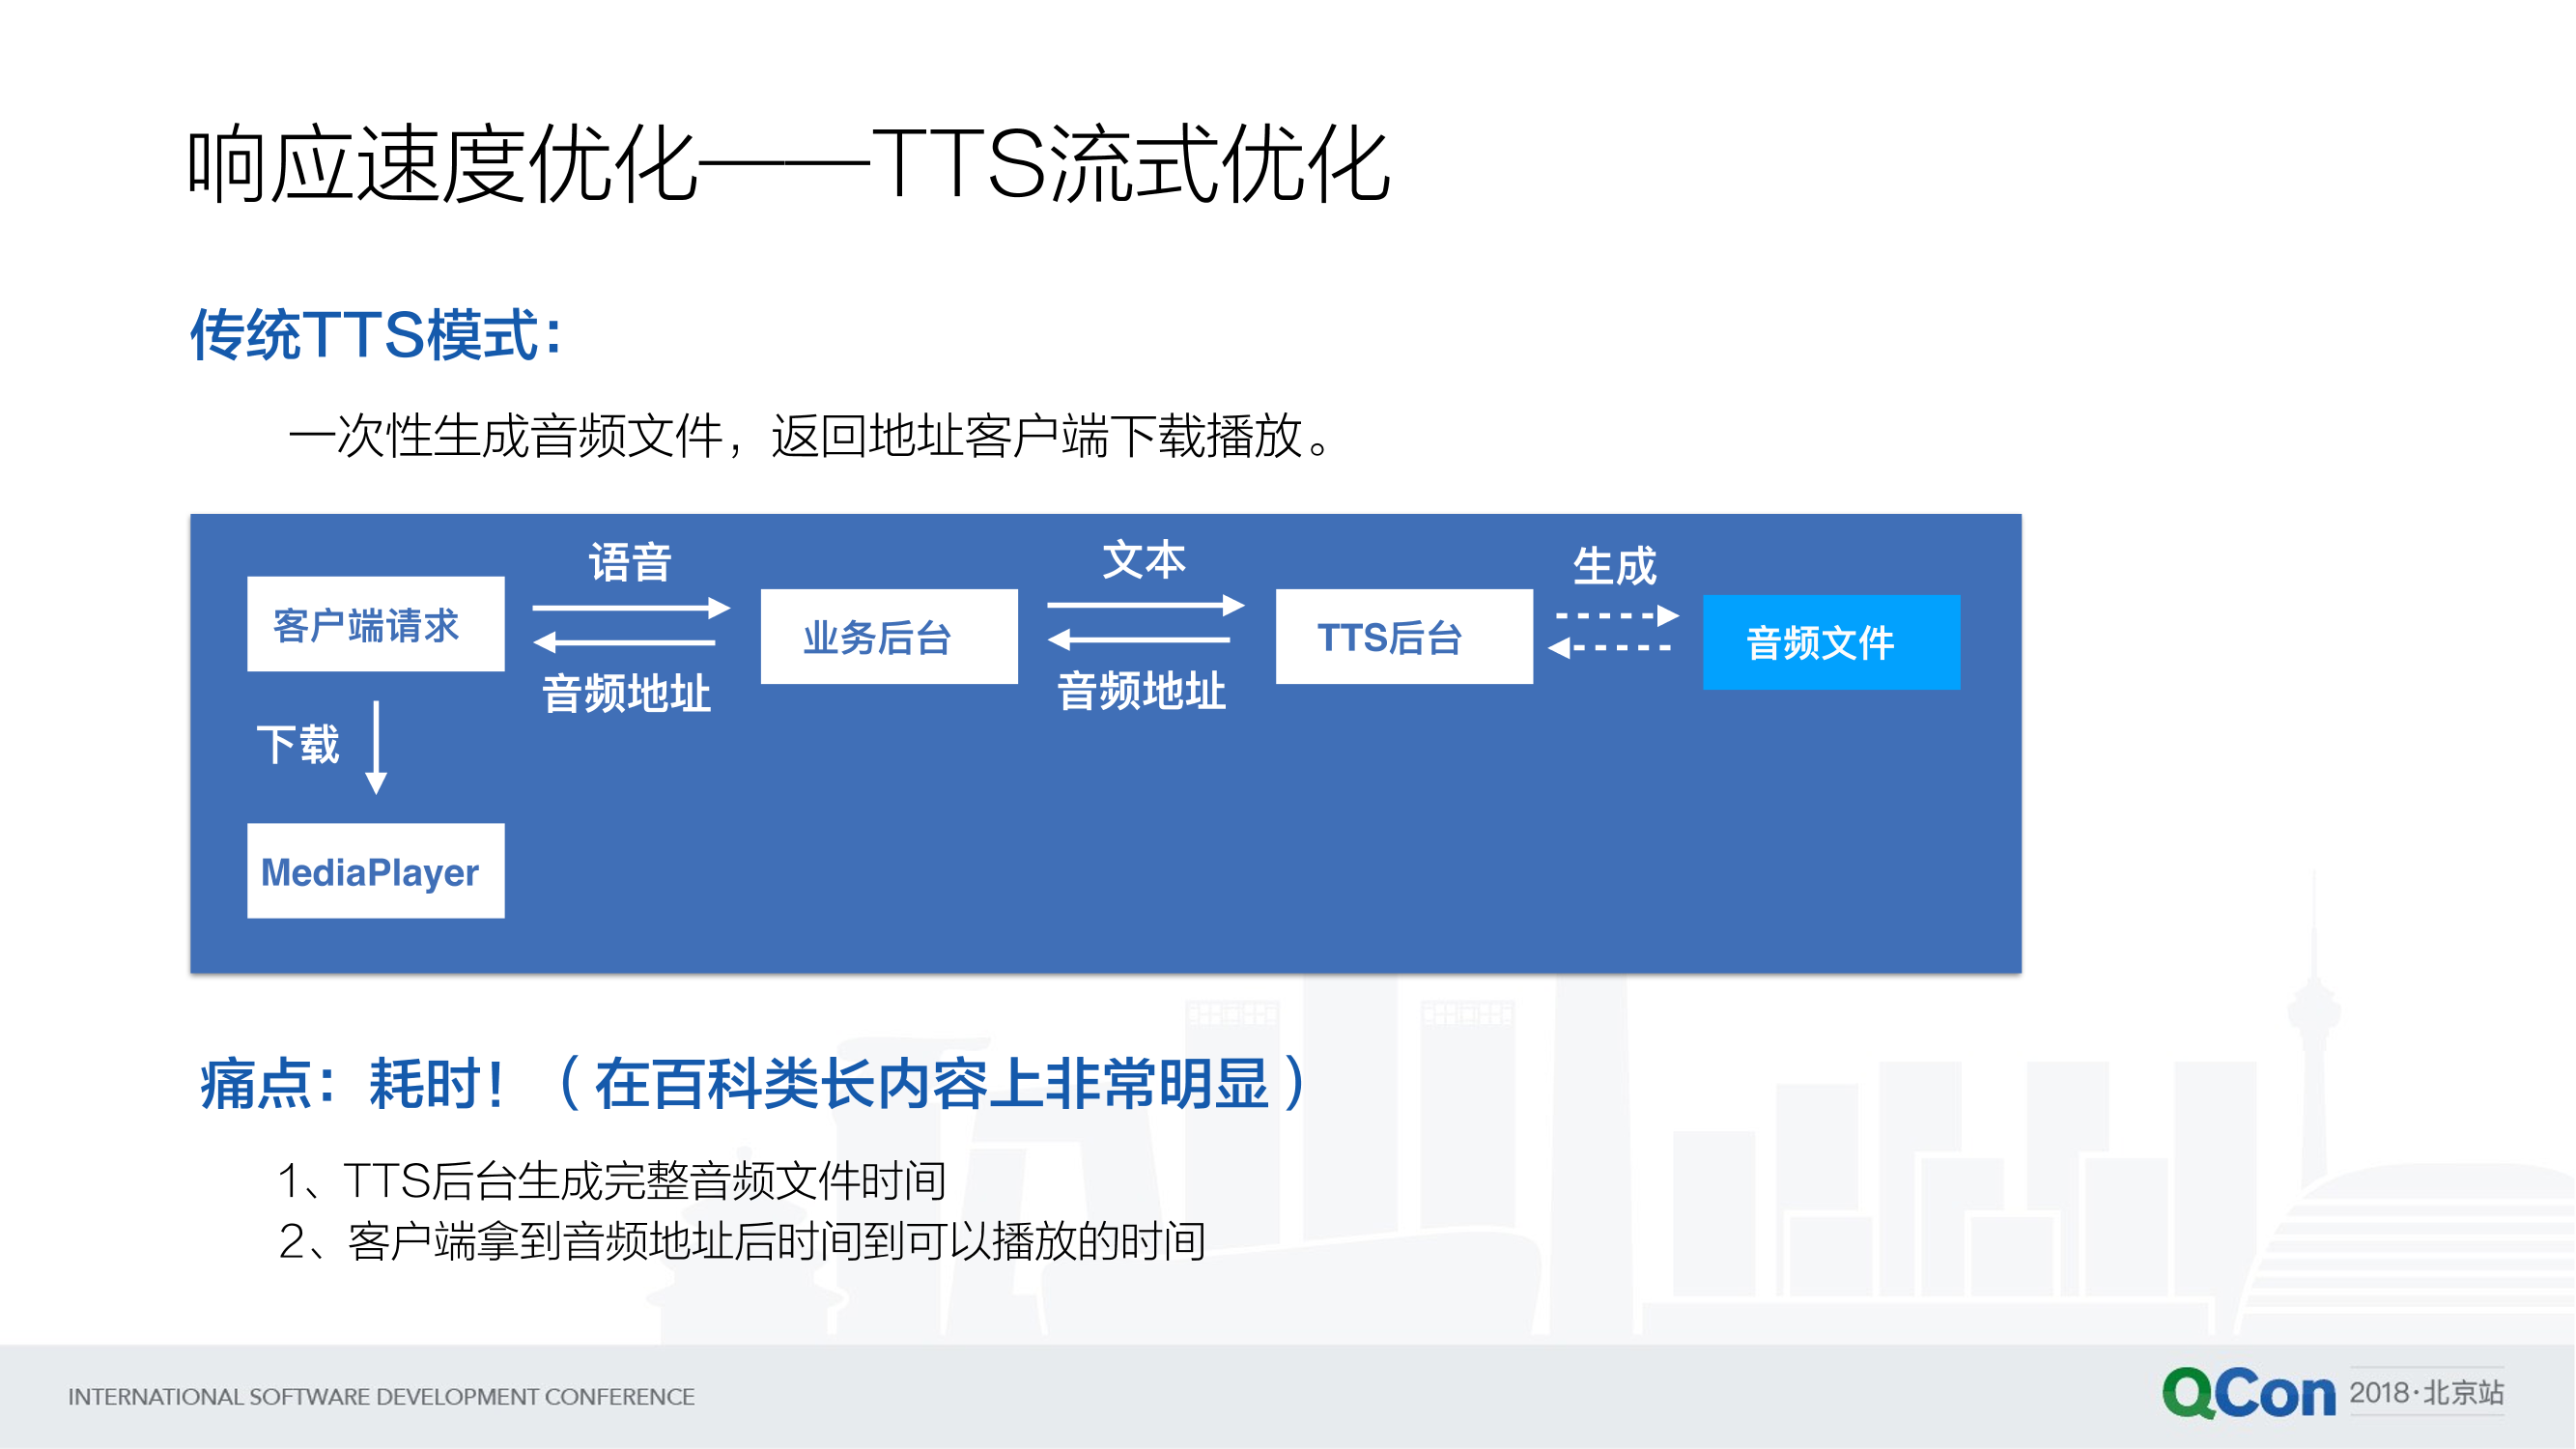 响应速度优化——TTS流式优化
传统TTS模式：
一次性生成音频文件，返回地址客户端下载播放。
语音
文本
生成
客户端请求
业务后台
TTS后台
音频文件
音频地址
音频地址
下载
MediaPlayer
痛点：耗时！（在百科类长内容上非常明显）
1、TTS后台生成完整音频文件时间
2、客户端拿到音频地址后时间到可以播放的时间
INTERNATIONAL SOFTWARE DEVELOPMENT CONFERENCE
QCon 2018·北京站